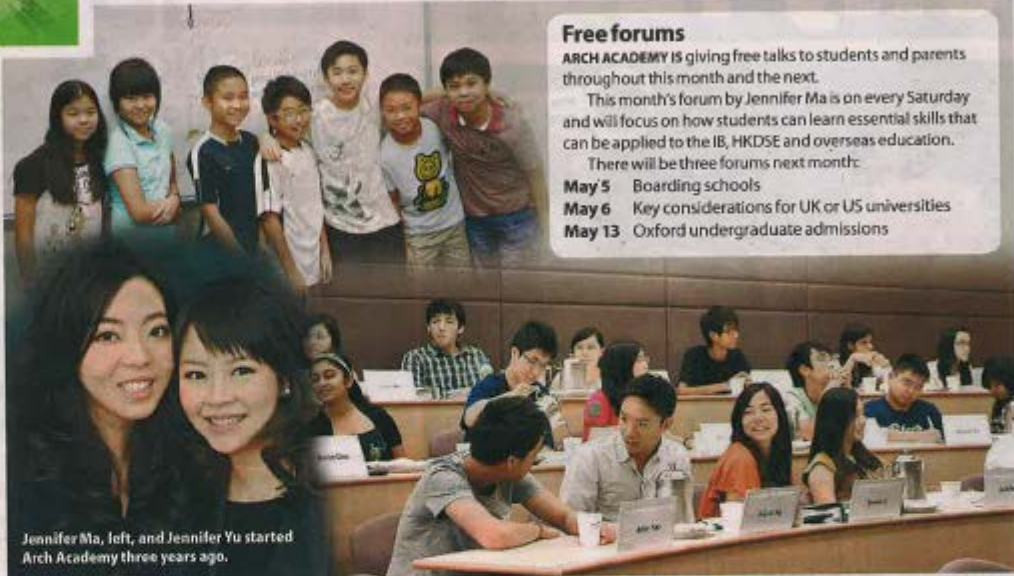 Free forums
ARCH ACADEMY IS giving free talks to students and parents
throughout this month and the next.
This month's forum by Jennifer Ma is on every Saturday
and will focus on how students can learn essential skills that
can be applied to the IB, HKDSE and overseas education.
There will be three forums next month:
May 5 Boarding schools
May 6 Key considerations for UK or US universities
May 13 Oxford undergraduate admissions
Jennifer Ma, left, and Jennifer Yu started
Arch Academy three years ago.